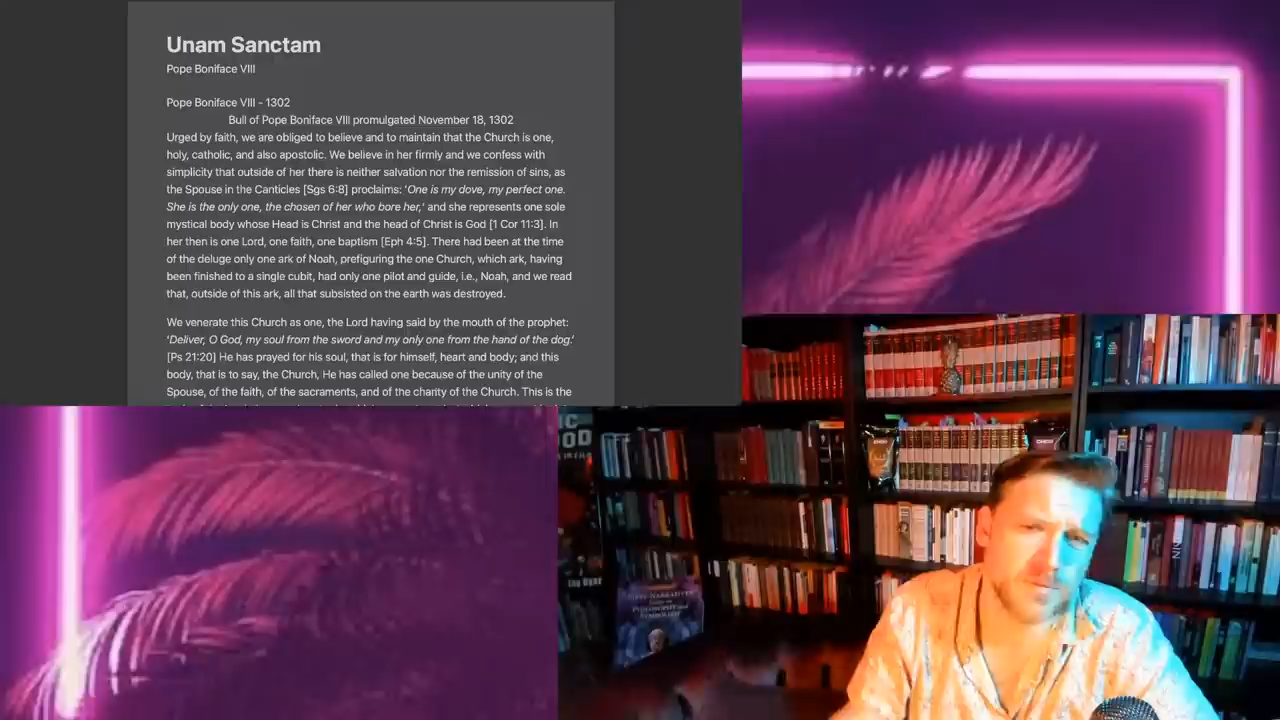 Unam Sanctam
Pope Boniface VIII
Pope Boniface VIII - 1302
Bull of Pope Boniface VIII promulgated November 18, 1302
Urged by faith, we are obliged to believe and to maintain that the Church is one,
holy, catholic, and also apostolic. We believe in her firmly and we confess with
simplicity that outside of her there is neither salvation nor the remission of sins, as
the Spouse in the Canticles [Sgs 6:8] proclaims: 'One is my dove, my perfect one.
She is the only one, the chosen of her who bore her,' and she represents one sole
mystical body whose Head is Christ and the head of Christ is God [1 Cor 11:3]. In
her then is one Lord, one faith, one baptism [Eph 4:5]. There had been at the time
of the deluge only one ark of Noah, prefiguring the one Church, which ark, having
been finished to a single cubit, had only one pilot and guide, i.e., Noah, and we read
that, outside of this ark, all that subsisted on the earth was destroyed.
We venerate this Church as one, the Lord having said by the mouth of the prophet:
'Deliver, O God, my soul from the sword and my only one from the hand of the dog.'
[Ps 21:20] He has prayed for his soul, that is for himself, heart and body; and this
body, that is to say, the Church, He has called one because of the unity of the
Spouse, of the faith, of the sacraments, and of the charity of the Church. This is the